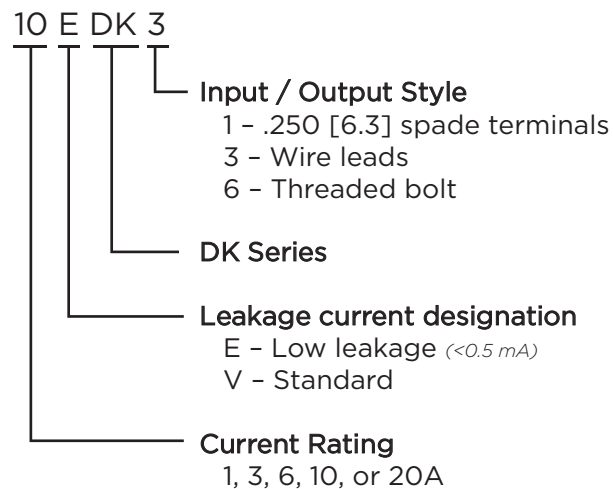 10 E DK 3
Input / Output Style
1 – .250 [6.3] spade terminals
3 – Wire leads
6 – Threaded bolt
DK Series
Leakage current designation
E – Low leakage (<0.5 mA)
V – Standard
Current Rating
1, 3, 6, 10, or 20A